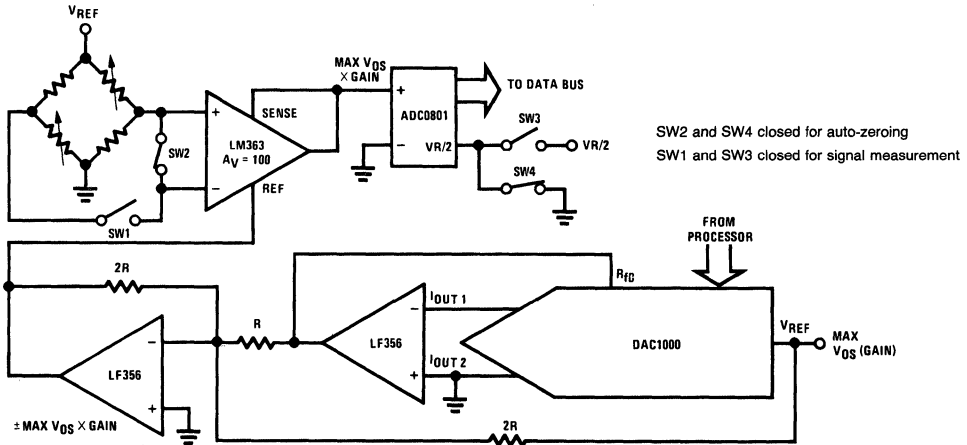 VREF
SW2
SW1
+
−
SENSE
LM363
AV = 100
REF
MAX VOS
× GAIN
+
−
ADC0801
VR/2
TO DATA BUS
SW3
VR/2
SW4
SW2 and SW4 closed for auto-zeroing
SW1 and SW3 closed for signal measurement
FROM
PROCESSOR
2R
R
Rfb
IOUT 1
IOUT 2
−
+
LF356
DAC1000
VREF
MAX
VOS (GAIN)
−
+
LF356
±MAX VOS × GAIN
2R